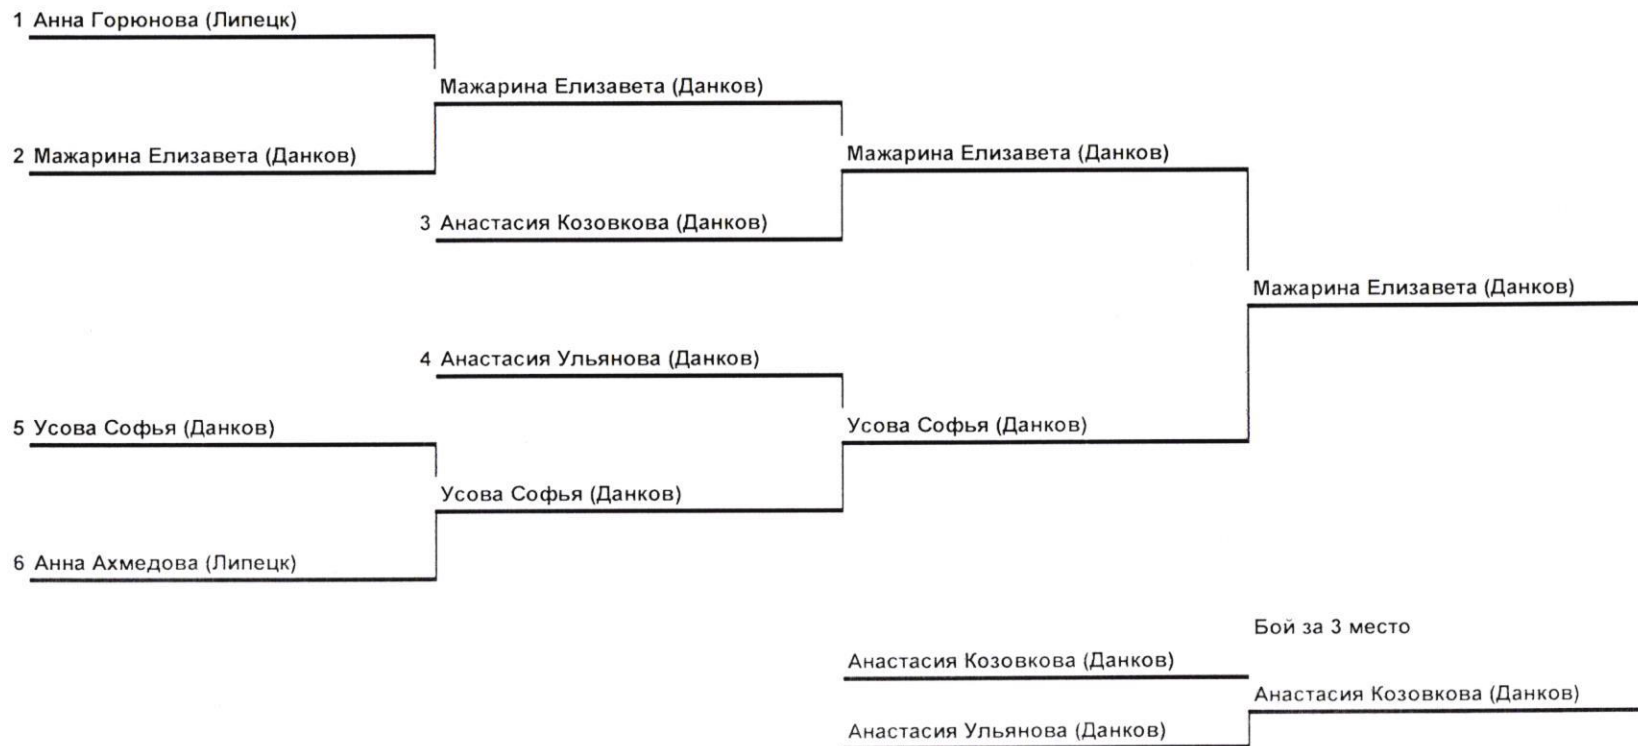 1 Анна Горюнова (Липецк)
Мажарина Елизавета (Данков)
2 Мажарина Елизавета (Данков)
Мажарина Елизавета (Данков)
3 Анастасия Козовкова (Данков)
Мажарина Елизавета (Данков)
4 Анастасия Ульянова (Данков)
5 Усова Софья (Данков)
Усова Софья (Данков)
Усова Софья (Данков)
6 Анна Ахмедова (Липецк)
Бой за 3 место
Анастасия Козовкова (Данков)
Анастасия Козовкова (Данков)
Анастасия Ульянова (Данков)